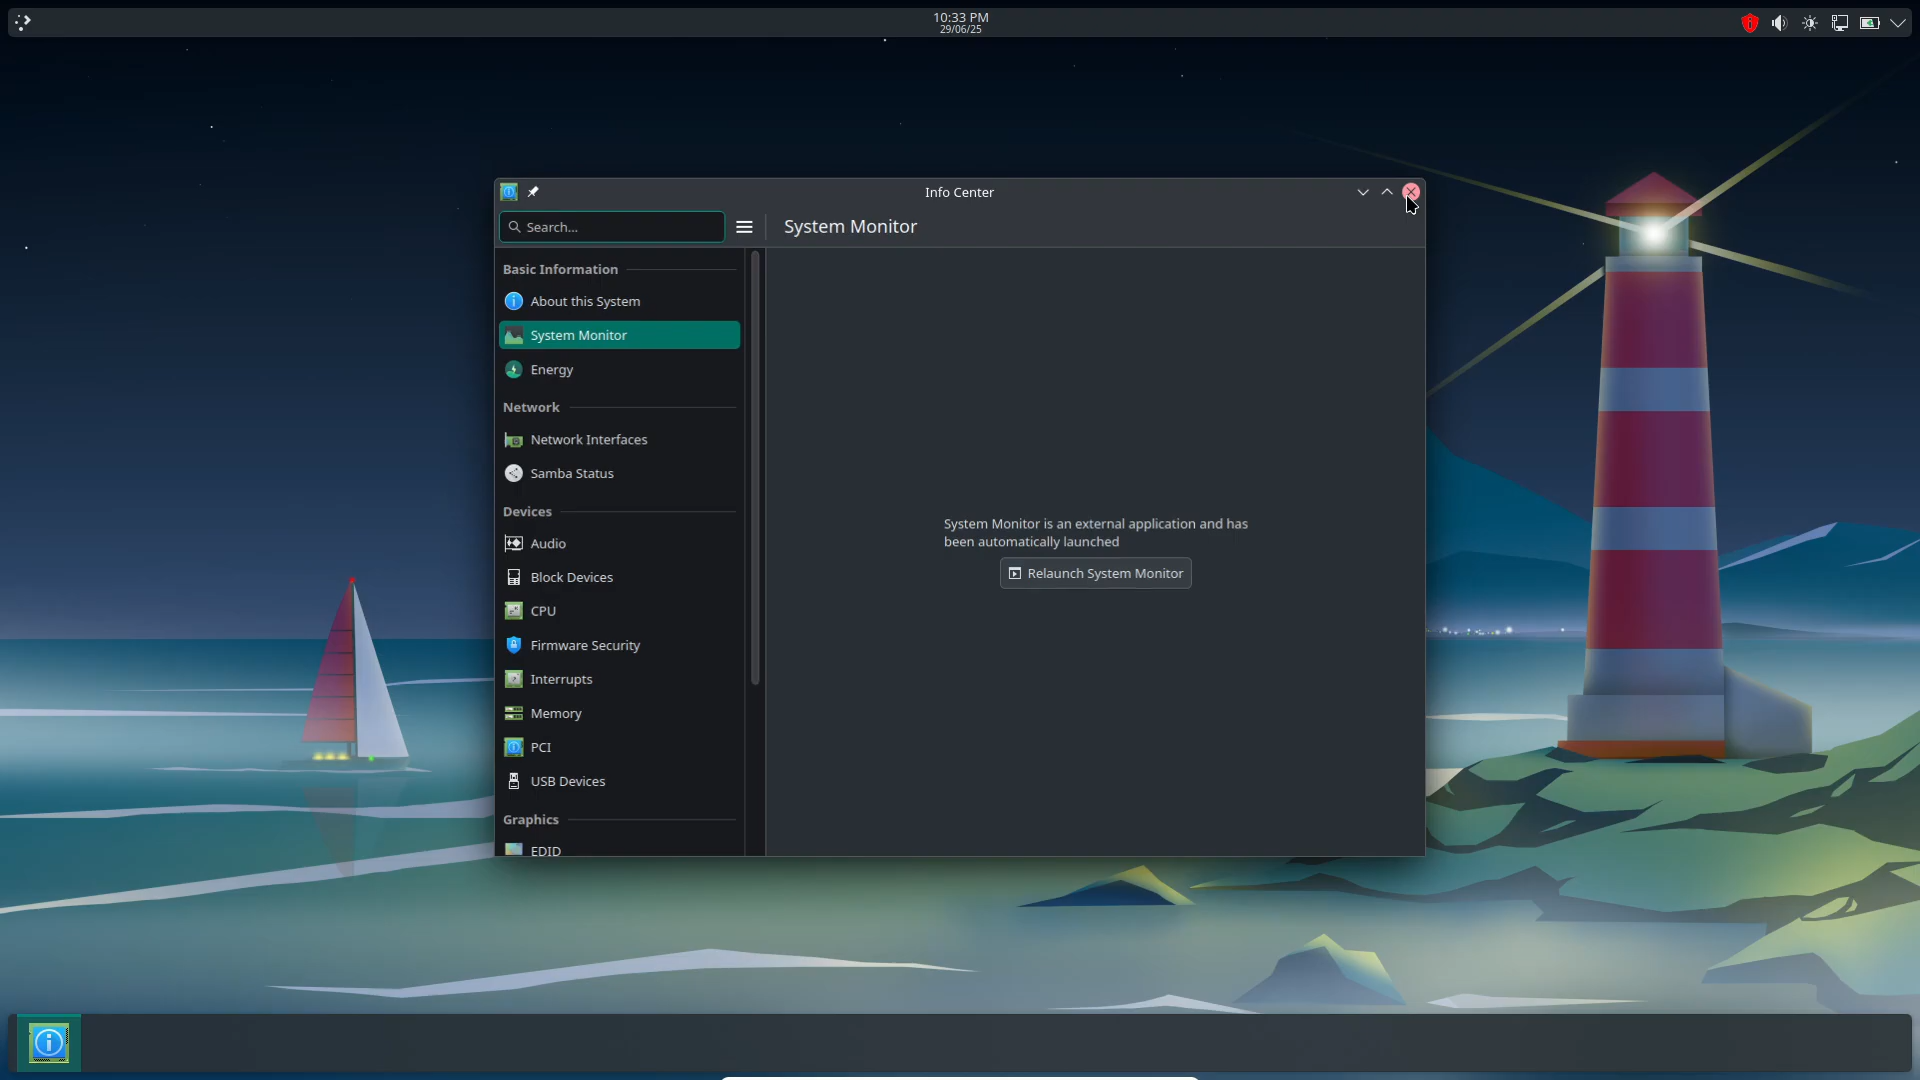 10:33 PM
29/06/25
Info Center
Search...
System Monitor
Basic Information
About this System
System Monitor
Energy
Network
Network Interfaces
Samba Status
Devices
Audio
Block Devices
CPU
Firmware Security
Interrupts
Memory
PCI
USB Devices
Graphics
EDID
System Monitor is an external application and has
been automatically launched
Relaunch System Monitor